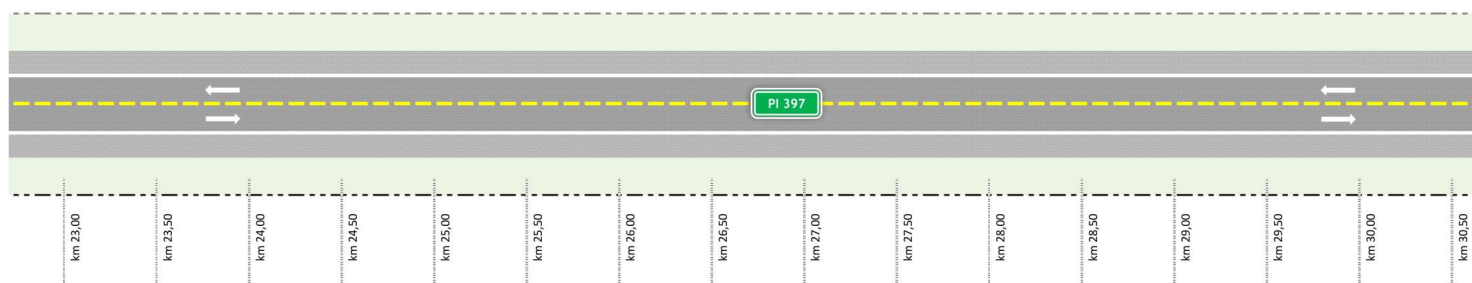 PI 397
km 23,00
km 23,50
km 24,00
km 24,50
km 25,00
km 25,50
km 26,00
km 26,50
km 27,00
km 27,50
km 28,00
km 28,50
km 29,00
km 29,50
km 30,00
km 30,50